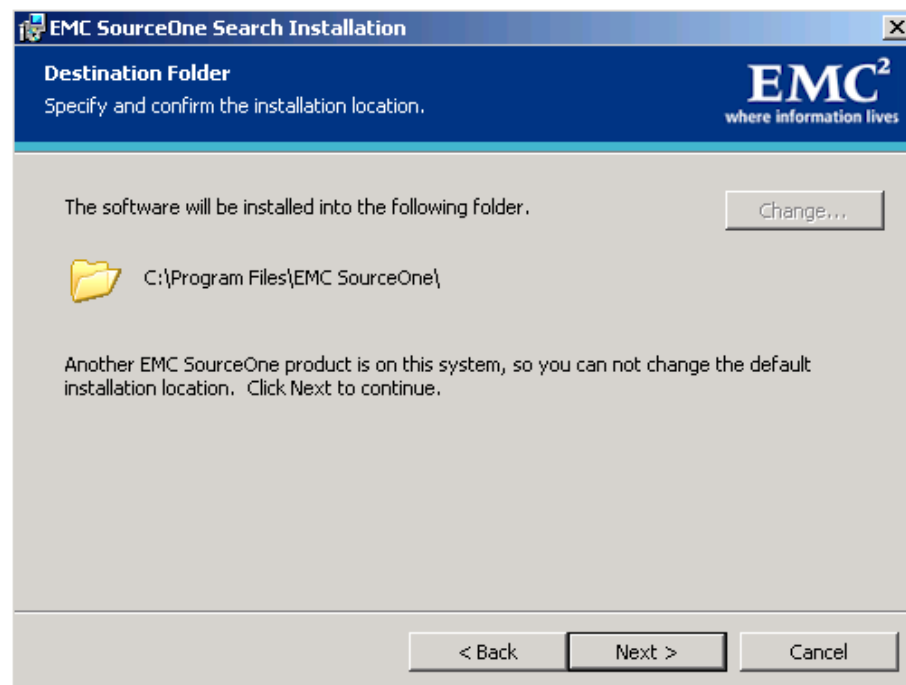 EMC SourceOne Search Installation
Destination Folder
Specify and confirm the installation location.
EMC²
where information lives
The software will be installed into the following folder.
Change...
C:\Program Files\EMC SourceOne\
Another EMC SourceOne product is on this system, so you can not change the default
installation location. Click Next to continue.
< Back
Next >
Cancel